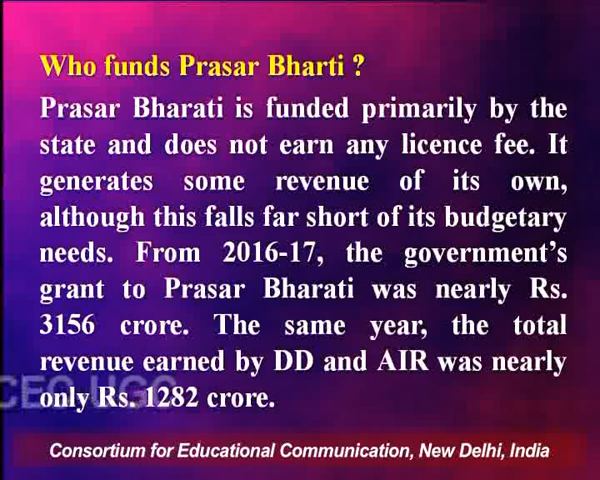 Who funds Prasar Bharti ?
Prasar Bharati is funded primarily by the
state and does not earn any licence fee. It
generates some revenue of its own,
although this falls far short of its budgetary
needs. From 2016-17, the government's
grant to Prasar Bharati was nearly Rs.
3156 crore. The same year, the total
revenue earned by DD and AIR was nearly
only Rs. 1282 crore.
CEC-UGC
Consortium for Educational Communication, New Delhi, India